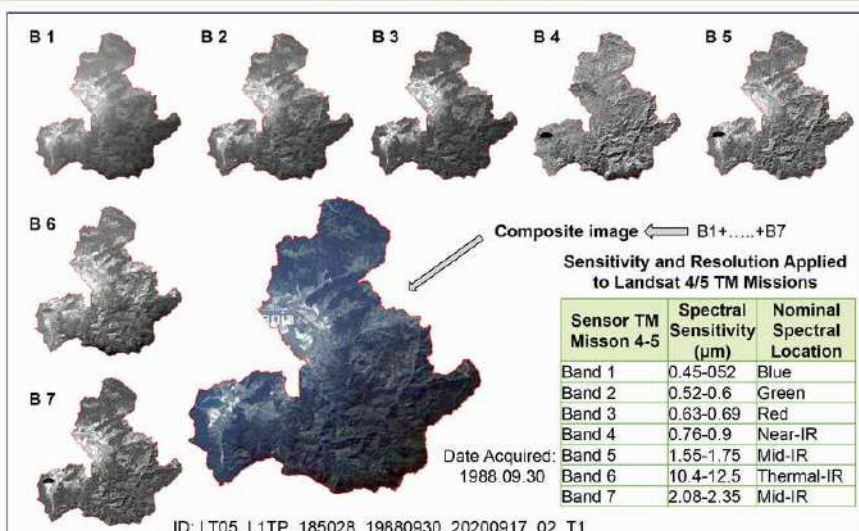 B 1
B 2
B 3
B 4
B 5
B 6
B 7
Composite image
B1+.....+B7
Sensitivity and Resolution Applied
to Landsat 4/5 TM Missions
Sensor TM
Misson 4-5
Spectral
Sensitivity
(µm)
Nominal
Spectral
Location
Band 1 0.45-052 Blue
Band 2 0.52-0.6 Green
Band 3 0.63-0.69 Red
Band 4 0.76-0.9 Near-IR
Band 5 1.55-1.75 Mid-IR
Band 6 10.4-12.5 Thermal-IR
Band 7 2.08-2.35 Mid-IR
Date Acquired:
1988.09.30
ID: LT05_L1TP_185028_19880930_20200917_02_T1